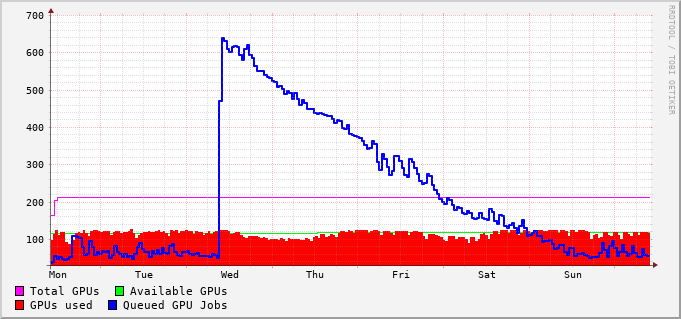 700
600
500
400
300
200
100
Mon Tue Wed Thu Fri Sat Sun
Total GPUs Available GPUs
GPUs used Queued GPU Jobs
RRDTOOL / TOBI OETIKER